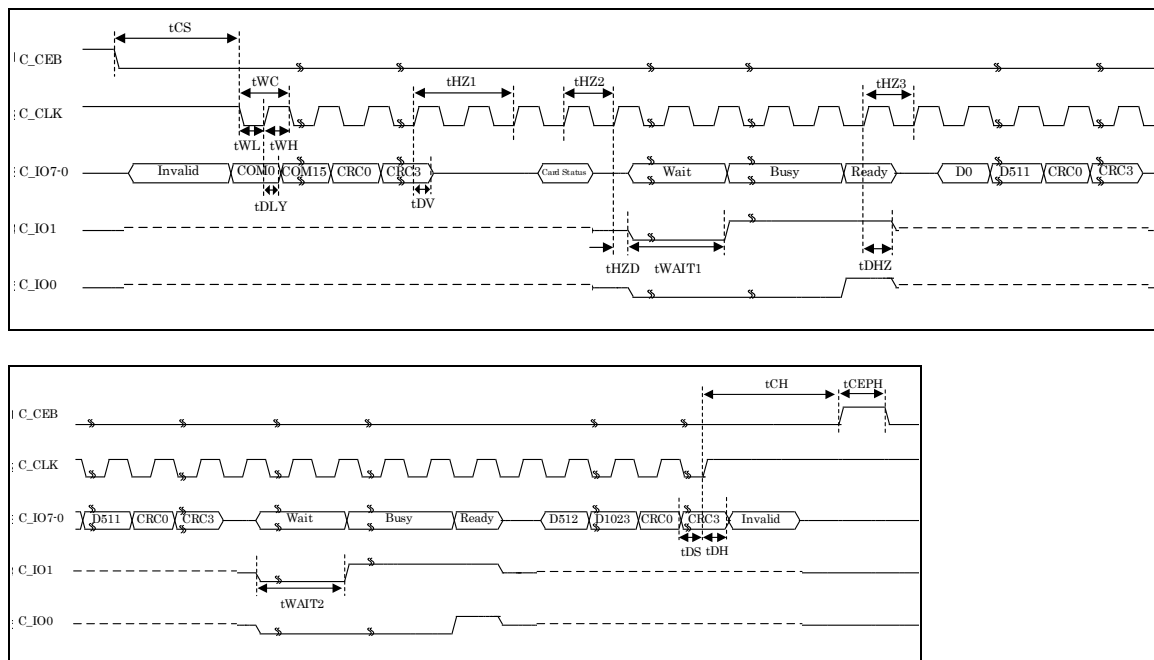 tCS
C_CEB
tWC tHZ1 tHZ2 tHZ3
C_CLK
tWL tWH
C_IO7-0 Invalid COM0 COM15 CRC0 CRC3 Card Status Wait Busy Ready D0 D511 CRC0 CRC3
tDLY tDV
C_IO1
tHZD tWAIT1 tDHZ
C_IO0
tCH tCEPH
C_CEB
C_CLK
C_IO7-0 D511 CRC0 CRC3 Wait Busy Ready D512 D1023 CRC0 CRC3 Invalid
tDS tDH
C_IO1
tWAIT2
C_IO0